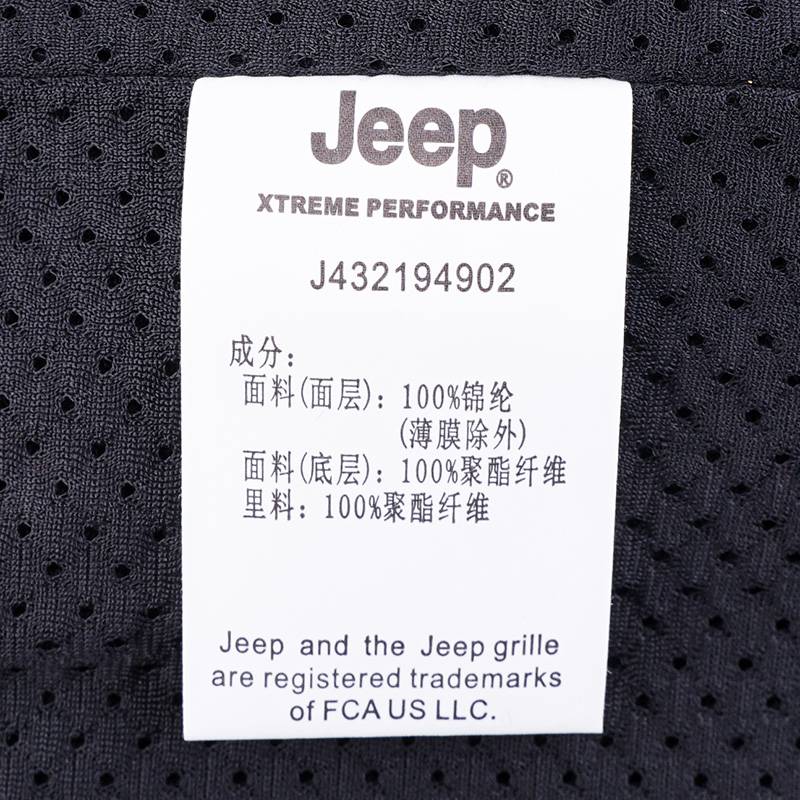 Jeep®
XTREME PERFORMANCE
J432194902
成分：
面料(面层)：100%锦纶
(薄膜除外)
面料(底层)：100%聚酯纤维
里料：100%聚酯纤维
Jeep and the Jeep grille
are registered trademarks
of FCA US LLC.